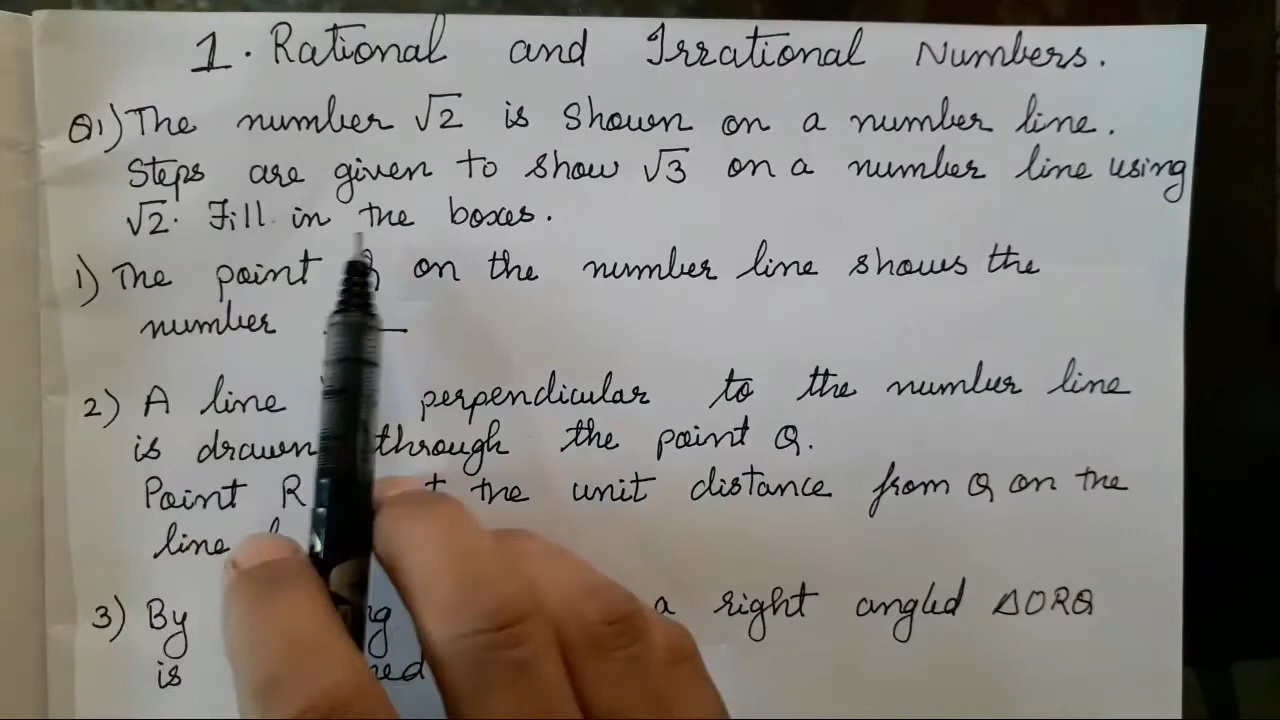 1. Rational and Irrational Numbers.
Q1) The number √2 is shown on a number line.
Steps are given to show √3 on a number line using
√2. Fill in the boxes.
1) The point on the number line shows the
number
2) A line perpendicular to the number line
is drawn through the point Q.
Point R the unit distance from Q on the
line
3) By a right angled ΔORQ
is